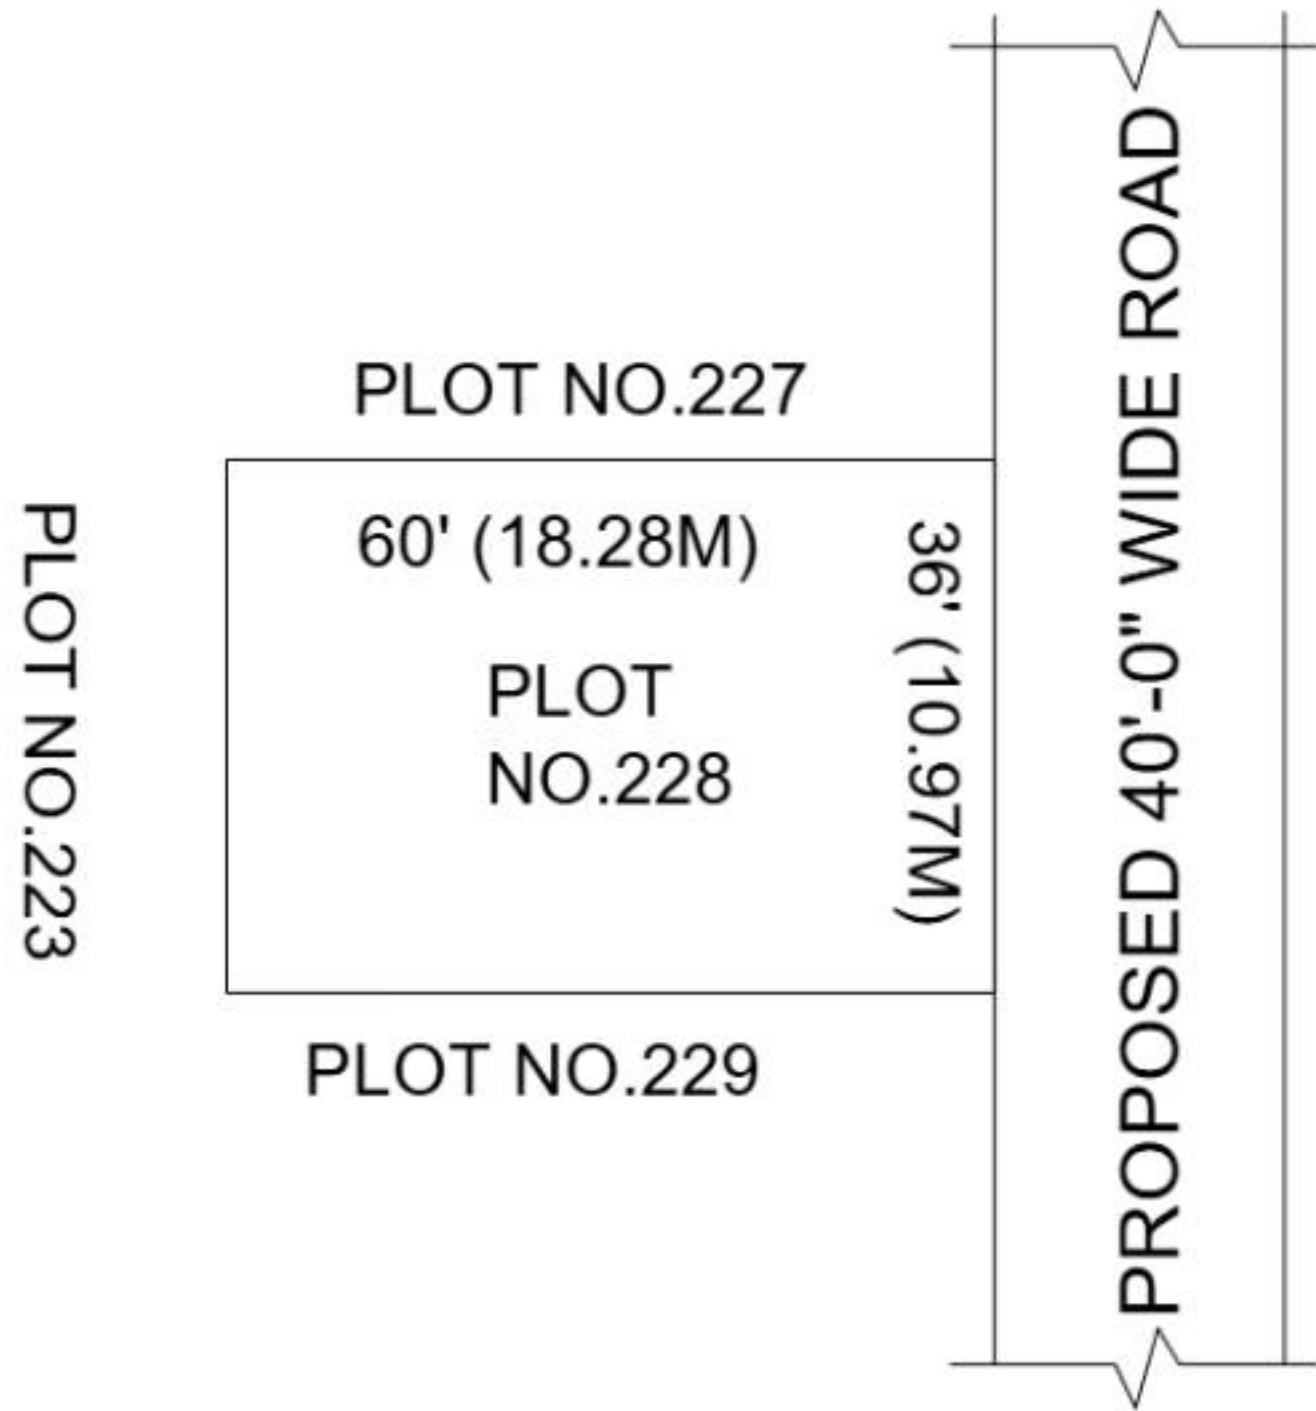 PLOT NO.227
60' (18.28M)
36' (10.97M)
PLOT
NO.228
PLOT NO.223
PLOT NO.229
PROPOSED 40'-0" WIDE ROAD